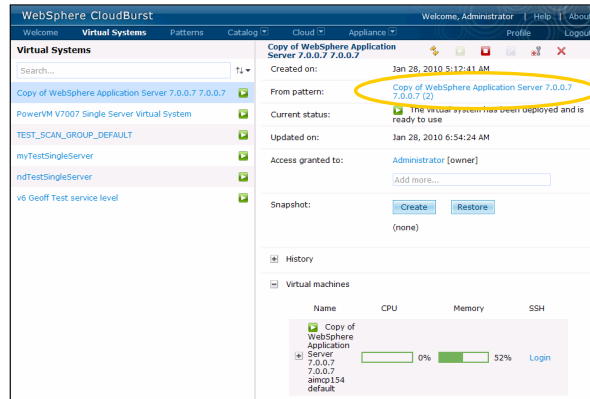 WebSphere CloudBurst
Welcome, Administrator | Help | Abou
Welcome Virtual Systems Patterns Catalog Cloud Appliance Profile Logout
Virtual Systems
Search...
Copy of WebSphere Application Server 7.0.0.7 7.0.0.7
PowerVM V7007 Single Server Virtual System
TEST_SCAN_GROUP_DEFAULT
myTestSingleServer
ndTestSingleServer
v6 Geoff Test service level
Copy of WebSphere Application
Server 7.0.0.7 7.0.0.7
Created on: Jan 28, 2010 5:12:41 AM
From pattern: Copy of WebSphere Application Server 7.0.0.7
7.0.0.7 (2)
Current status: The virtual system has been deployed and is
ready to use
Updated on: Jan 28, 2010 6:54:24 AM
Access granted to: Administrator [owner]
Add more...
Snapshot: Create Restore
(none)
History
Virtual machines
Name CPU Memory SSH
Copy of
WebSphere
Application
Server
7.0.0.7
7.0.0.7
aimcp154
default
0% 52% Login